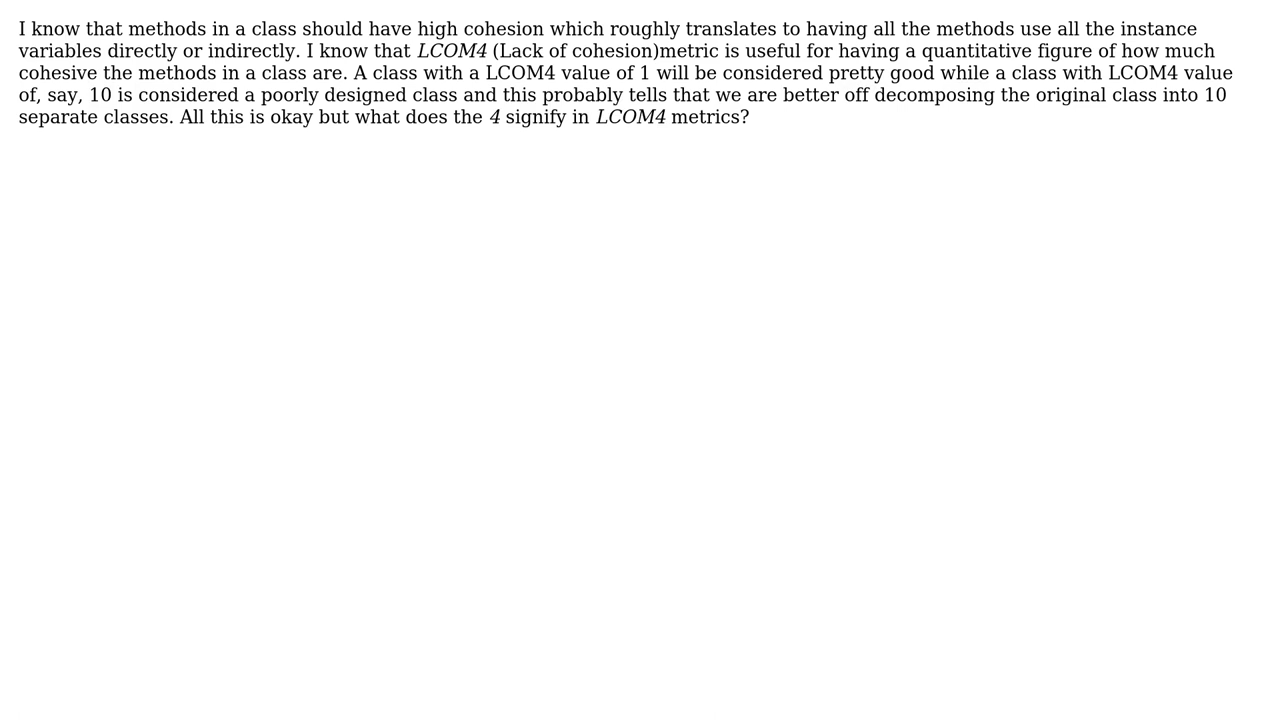 I know that methods in a class should have high cohesion which roughly translates to having all the methods use all the instance
variables directly or indirectly. I know that LCOM4 (Lack of cohesion)metric is useful for having a quantitative figure of how much
cohesive the methods in a class are. A class with a LCOM4 value of 1 will be considered pretty good while a class with LCOM4 value
of, say, 10 is considered a poorly designed class and this probably tells that we are better off decomposing the original class into 10
separate classes. All this is okay but what does the 4 signify in LCOM4 metrics?